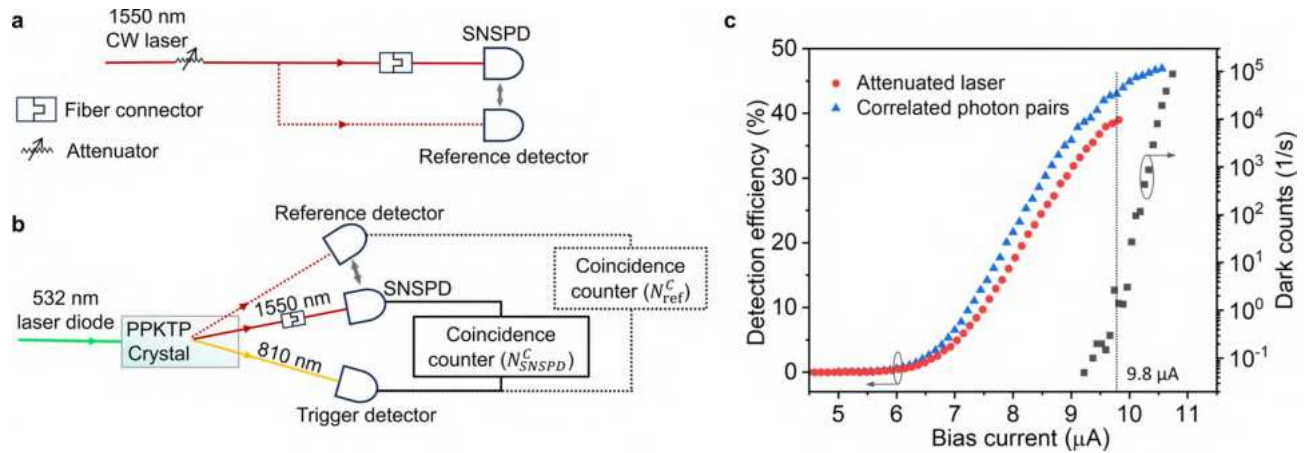 a
1550 nm
CW laser
SNSPD
Fiber connector
Attenuator
Reference detector
b
Reference detector
532 nm
laser diode
PPKTP
Crystal
1550 nm
SNSPD
810 nm
Trigger detector
Coincidence
counter (N_ref^C)
Coincidence
counter (N_SNSPD^C)
c
Detection efficiency (%)
50
40
30
20
10
0
Attenuated laser
Correlated photon pairs
9.8 μA
5 6 7 8 9 10 11
Bias current (μA)
10^5
10^4
10^3
10^2
10^1
10^0
10^-1
Dark counts (1/s)